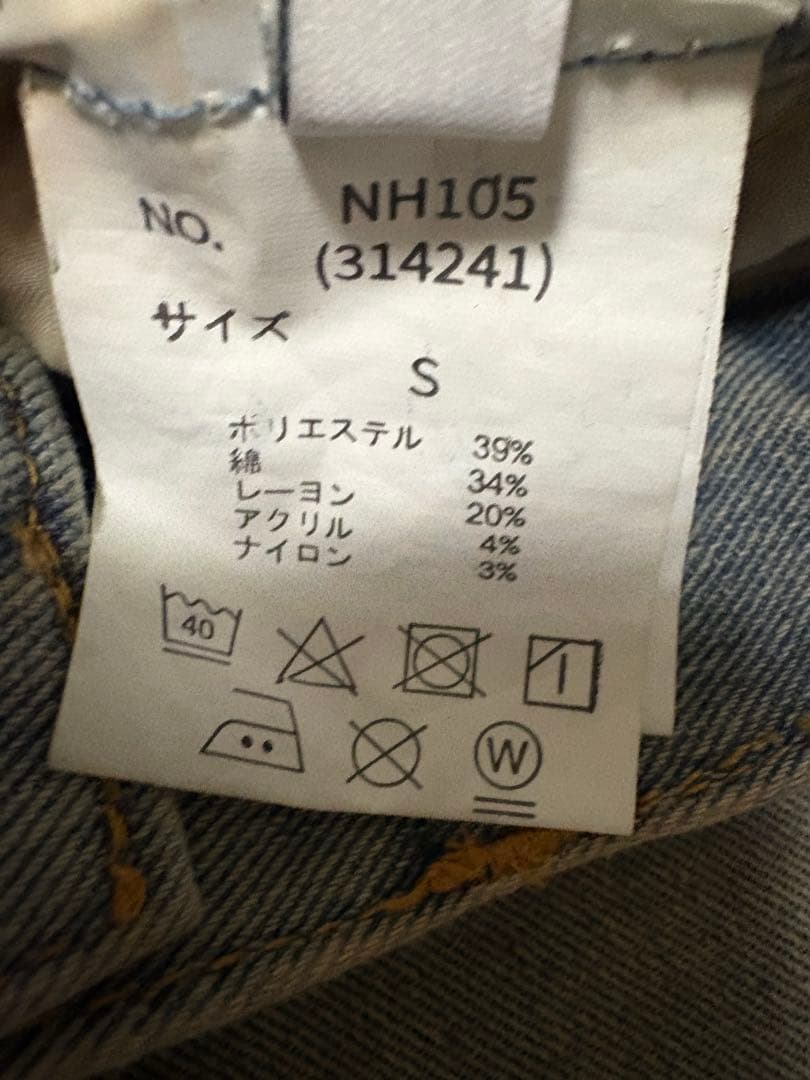 NO. NH105
(314241)
サイズ
S
ポリエステル 39%
綿 34%
レーヨン 20%
アクリル 4%
ナイロン 3%
40
W